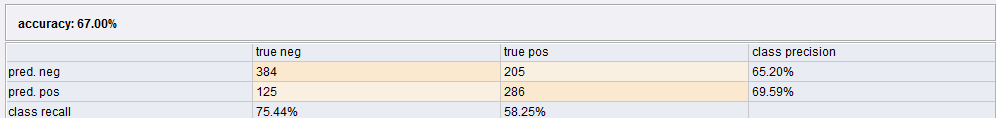 accuracy: 67.00%
true neg true pos class precision
pred. neg 384 205 65.20%
pred. pos 125 286 69.59%
class recall 75.44% 58.25%